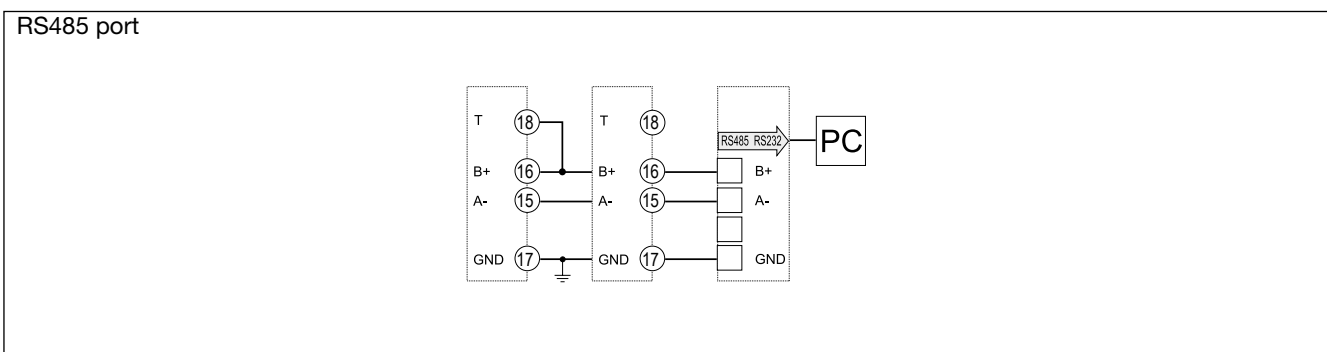 RS485 port
T 18 T 18
RS485 RS232 PC
B+ 16 B+ 16 B+
A- 15 A- 15 A-
GND 17 GND 17 GND